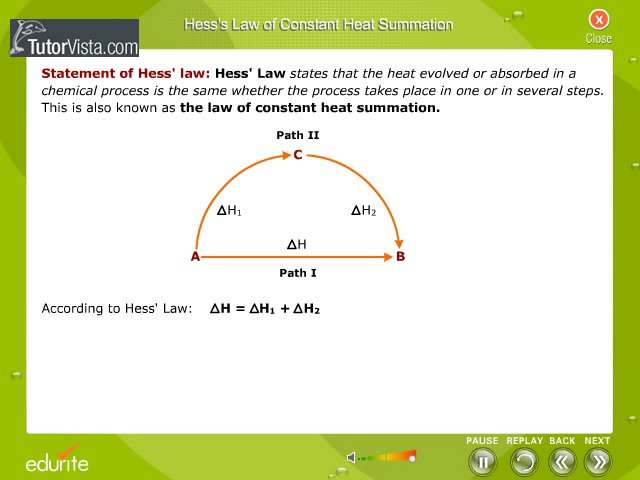 Hess's Law of Constant Heat Summation
x
Close
TutorVista.com
Statement of Hess' law: Hess' Law states that the heat evolved or absorbed in a
chemical process is the same whether the process takes place in one or in several steps.
This is also known as the law of constant heat summation.
Path II
C
ΔH₁
ΔH₂
ΔH
A
B
Path I
According to Hess' Law: ΔH = ΔH₁ + ΔH₂
PAUSE REPLAY BACK NEXT
edurite